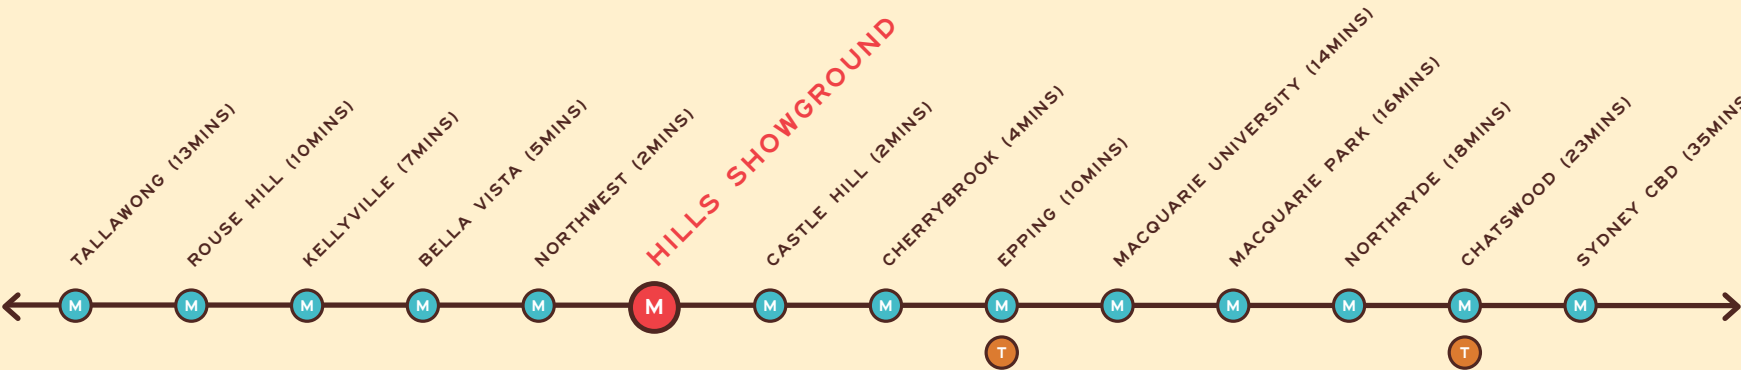 TALLAWONG (13MINS)
ROUSE HILL (10MINS)
KELLYVILLE (7MINS)
BELLA VISTA (5MINS)
NORTHWEST (2MINS)
HILLS SHOWGROUND
CASTLE HILL (2MINS)
CHERRYBROOK (4MINS)
EPPING (10MINS)
MACQUARIE UNIVERSITY (14MINS)
MACQUARIE PARK (16MINS)
NORTHRYDE (18MINS)
CHATSWOOD (23MINS)
SYDNEY CBD (35MINS
M
M
M
M
M
M
M
M
M
M
M
M
M
M
T
T